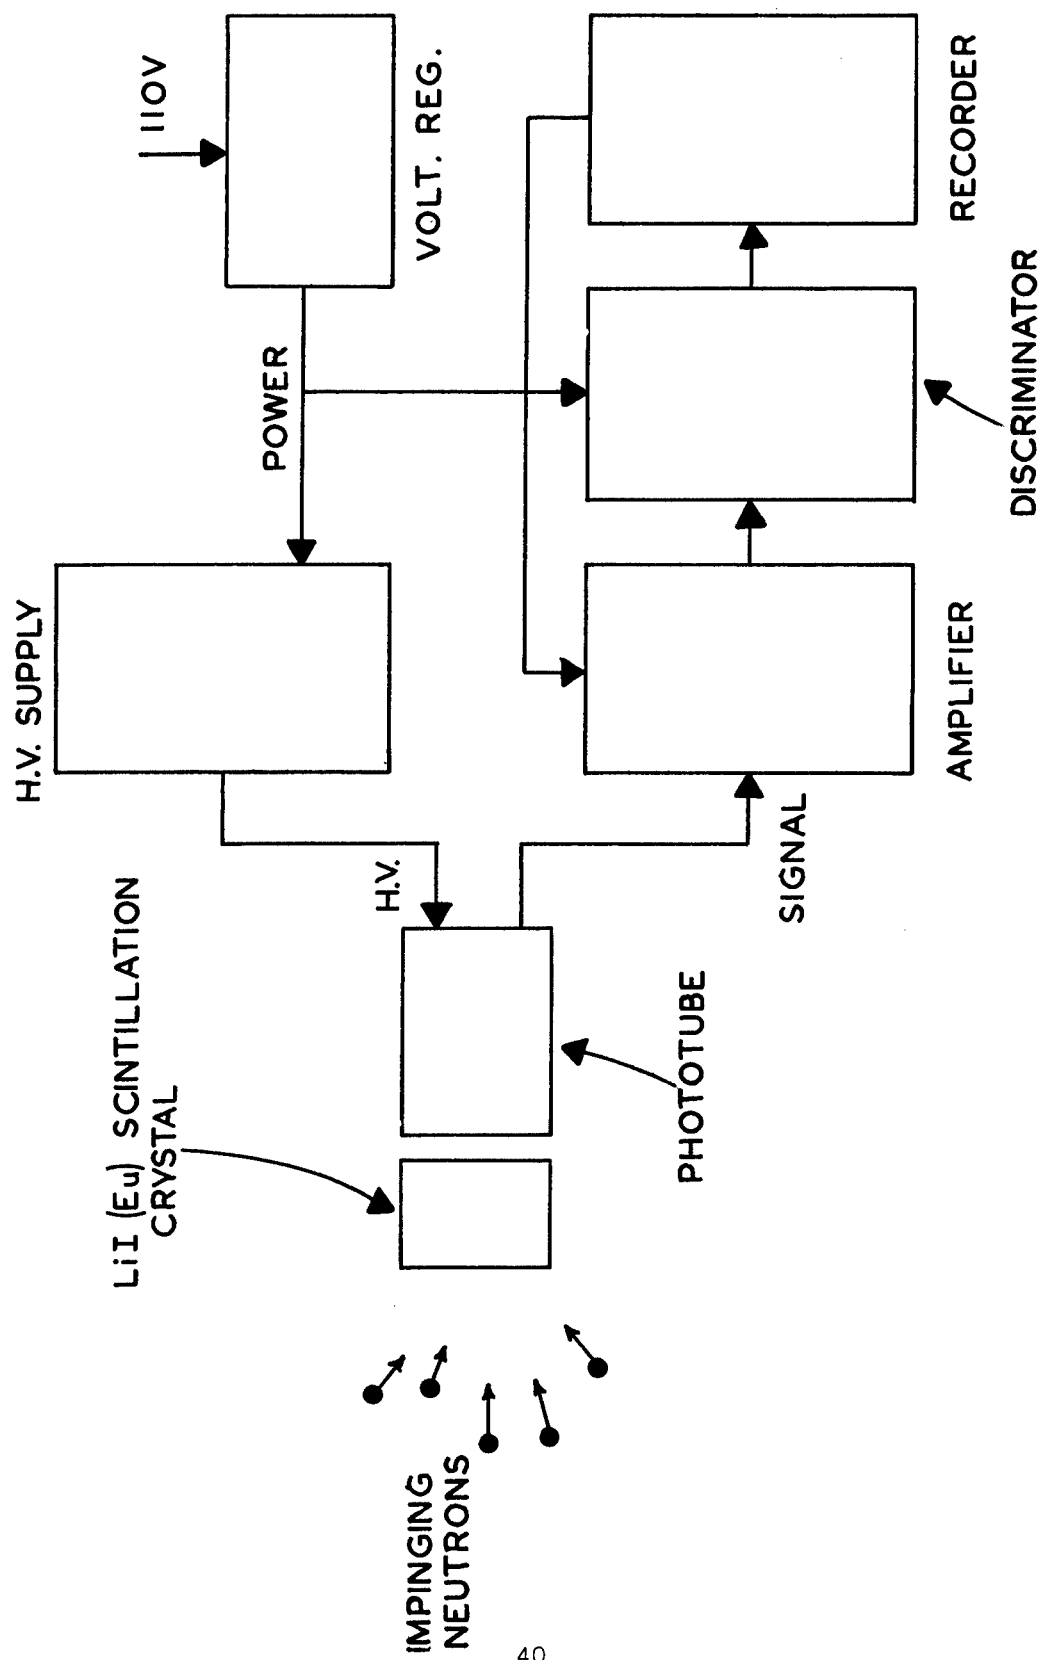 IMPINGING
NEUTRONS
LiI (Eu) SCINTILLATION
CRYSTAL
PHOTOTUBE
H.V.
SIGNAL
H.V. SUPPLY
AMPLIFIER
POWER
DISCRIMINATOR
110V
VOLT. REG.
RECORDER
40